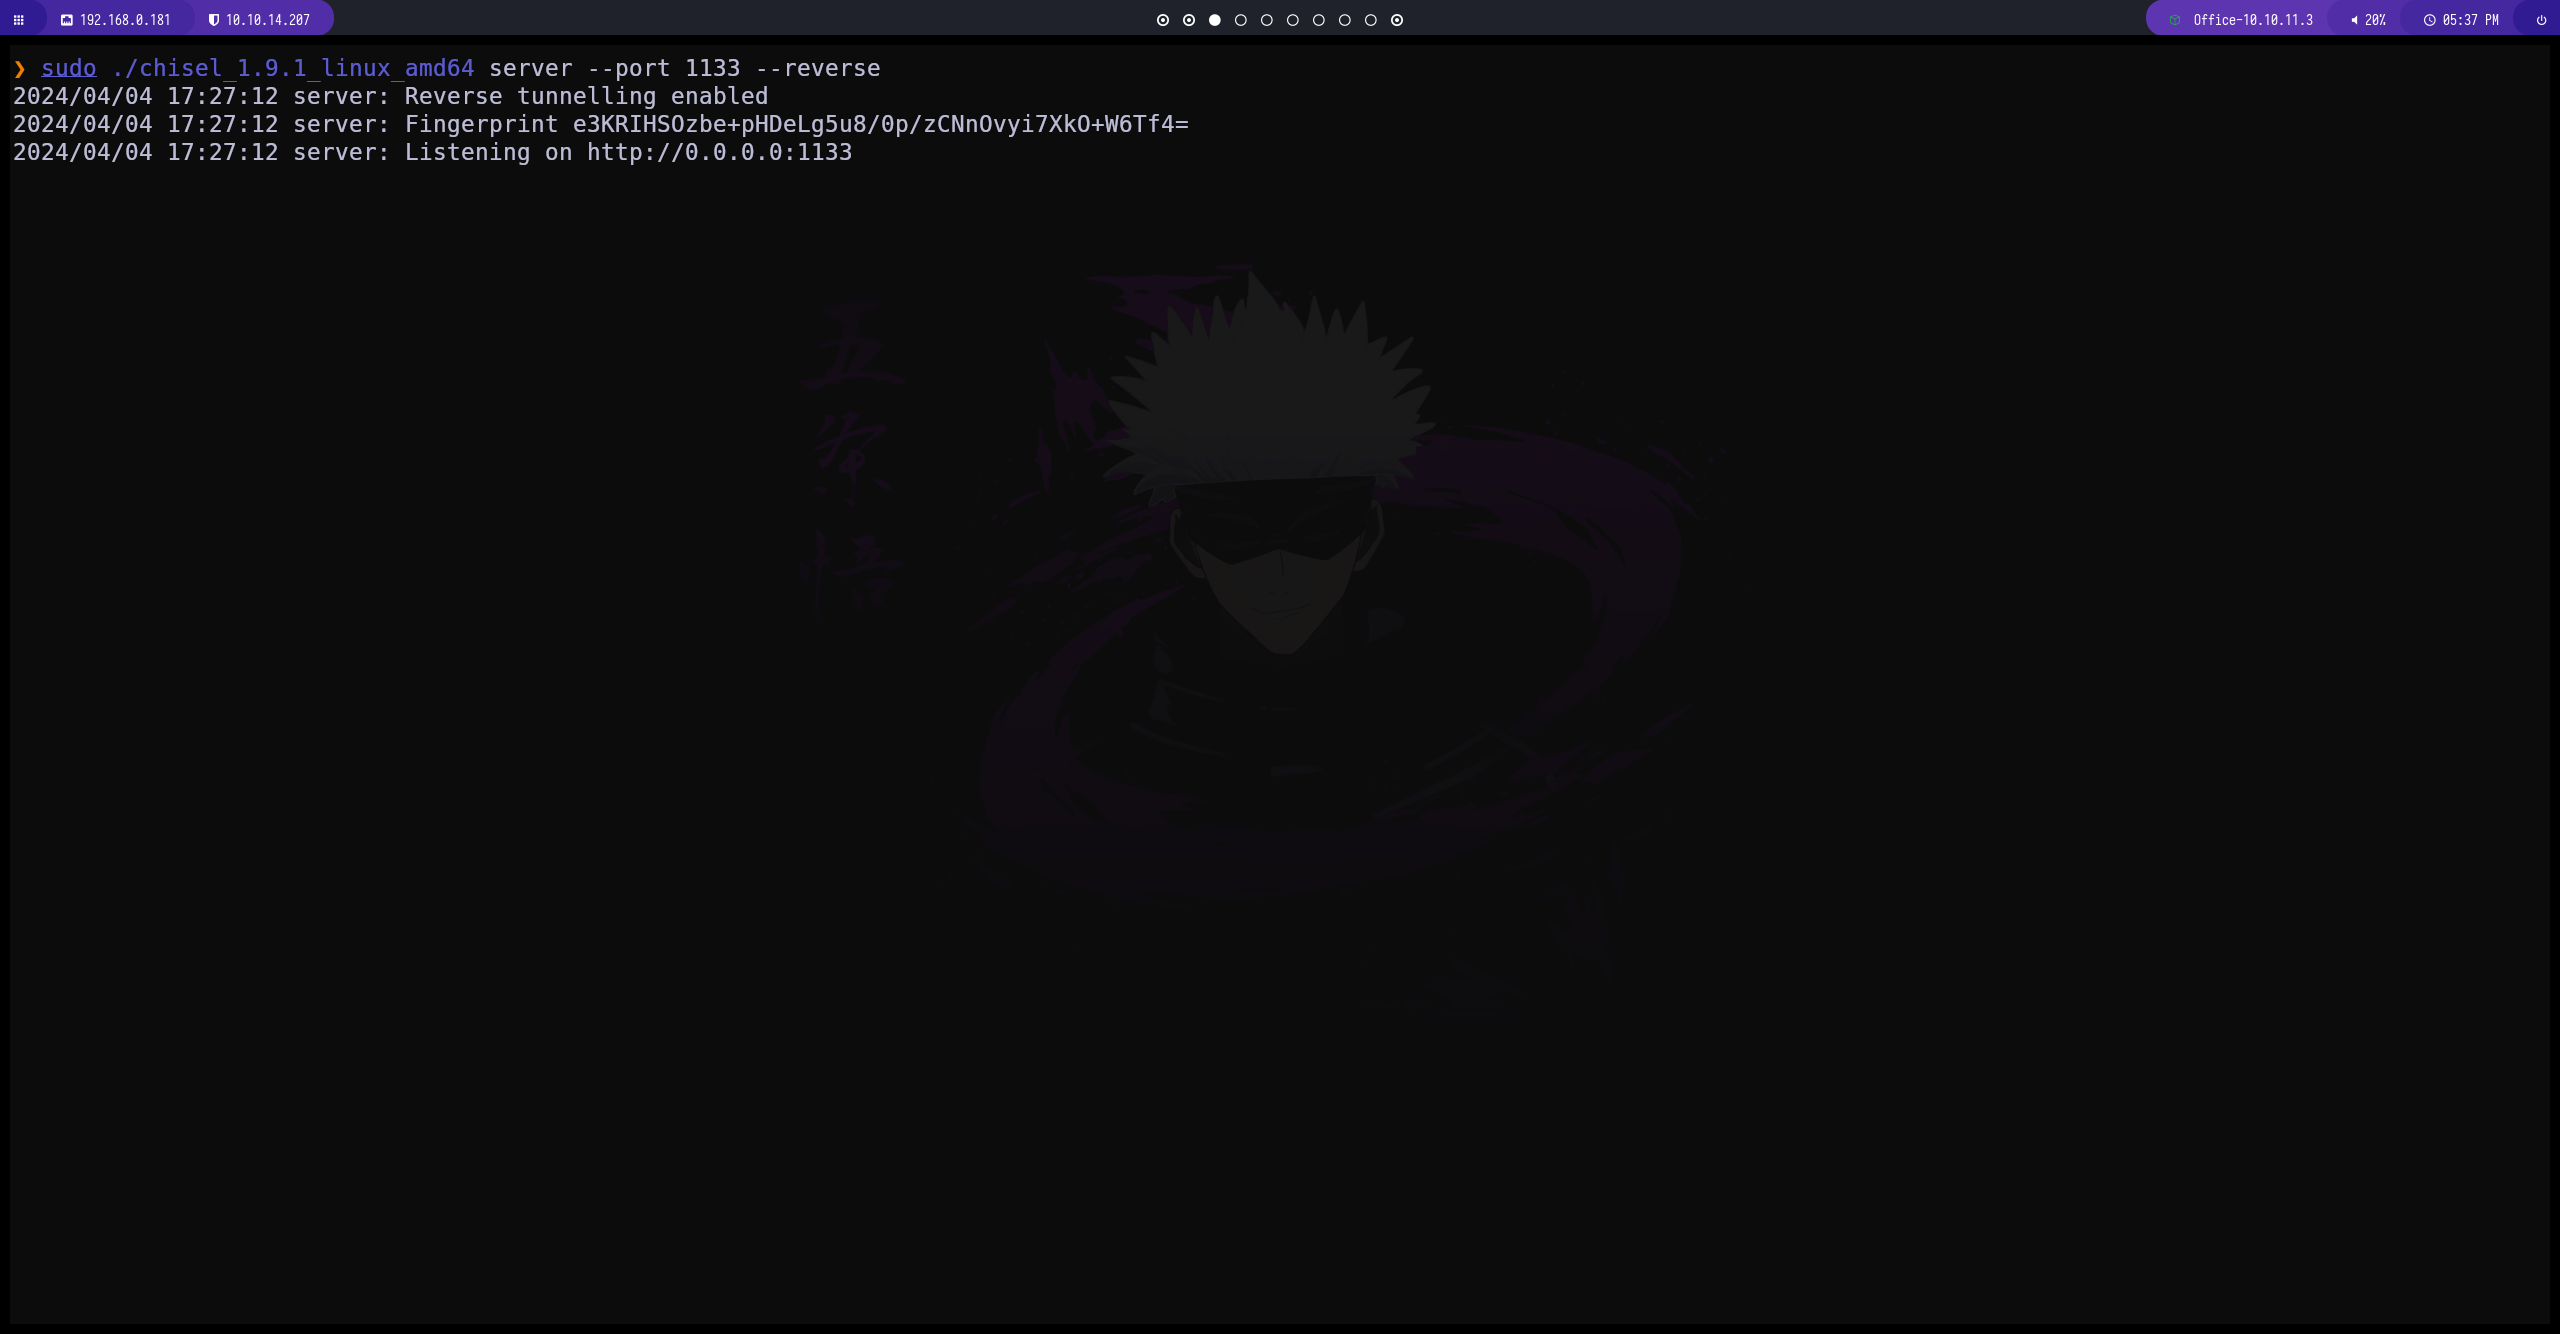 192.168.0.181 10.10.14.207 Office-10.10.11.3 20% 05:37 PM
❯ sudo ./chisel_1.9.1_linux_amd64 server --port 1133 --reverse
2024/04/04 17:27:12 server: Reverse tunnelling enabled
2024/04/04 17:27:12 server: Fingerprint e3KRIHSOzbe+pHDeLg5u8/0p/zCNnOvyi7XkO+W6Tf4=
2024/04/04 17:27:12 server: Listening on http://0.0.0.0:1133
五
条
悟